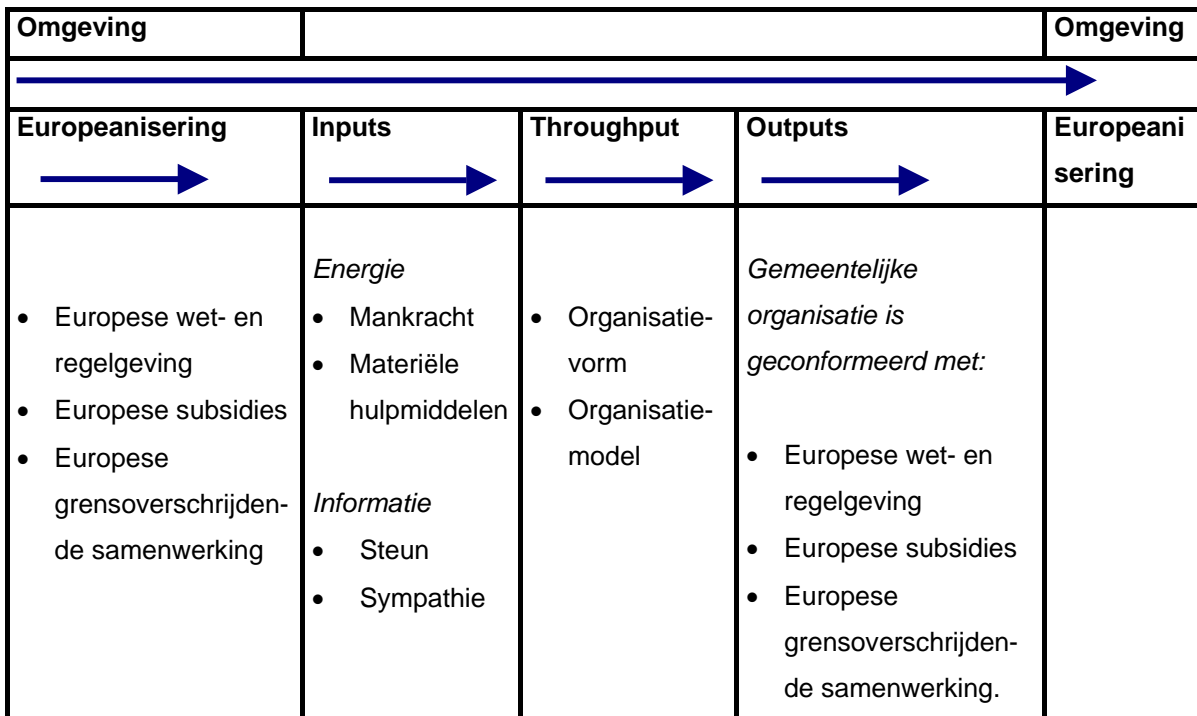 Omgeving
Omgeving
Europeanisering
Inputs
Throughput
Outputs
Europeani
sering
• Europese wet- en
regelgeving
• Europese subsidies
• Europese
grensoverschrijden-
de samenwerking
Energie
• Mankracht
• Materiële
hulpmiddelen
Informatie
• Steun
• Sympathie
• Organisatie-
vorm
• Organisatie-
model
Gemeentelijke
organisatie is
geconformeerd met:
• Europese wet- en
regelgeving
• Europese subsidies
• Europese
grensoverschrijden-
de samenwerking.